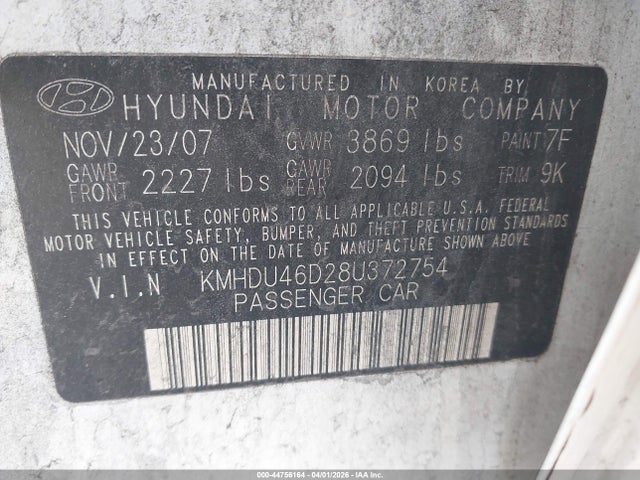 MANUFACTURED IN KOREA BY
HYUNDAI MOTOR COMPANY
NOV/23/07 GVWR 3869 lbs PAINT 7F
GAWR FRONT 2227 lbs GAWR REAR 2094 lbs TRIM 9K
THIS VEHICLE CONFORMS TO ALL APPLICABLE U.S.A. FEDERAL
MOTOR VEHICLE SAFETY, BUMPER, AND THEFT PREVENTION STANDARDS
IN EFFECT ON THE DATE OF MANUFACTURE SHOWN ABOVE.
V.I.N KMHDU46D28U372754
PASSENGER CAR
000-44756164 | 04/01/2026 | IAA Inc.